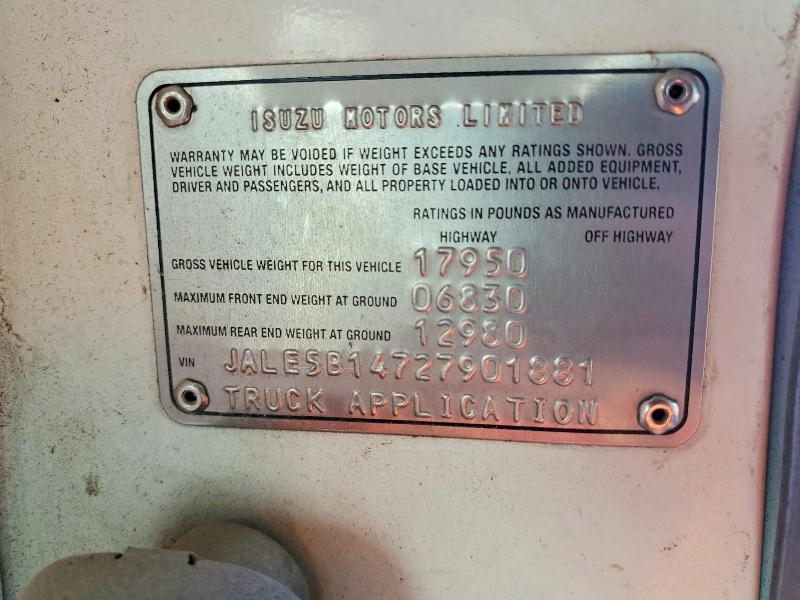 ISUZU MOTORS LIMITED
WARRANTY MAY BE VOIDED IF WEIGHT EXCEEDS ANY RATINGS SHOWN. GROSS
VEHICLE WEIGHT INCLUDES WEIGHT OF BASE VEHICLE, ALL ADDED EQUIPMENT,
DRIVER AND PASSENGERS, AND ALL PROPERTY LOADED INTO OR ONTO VEHICLE.
RATINGS IN POUNDS AS MANUFACTURED
HIGHWAY OFF HIGHWAY
GROSS VEHICLE WEIGHT FOR THIS VEHICLE 17950
MAXIMUM FRONT END WEIGHT AT GROUND 06830
MAXIMUM REAR END WEIGHT AT GROUND 12980
VIN JALE5B14727901881
TRUCK APPLICATION